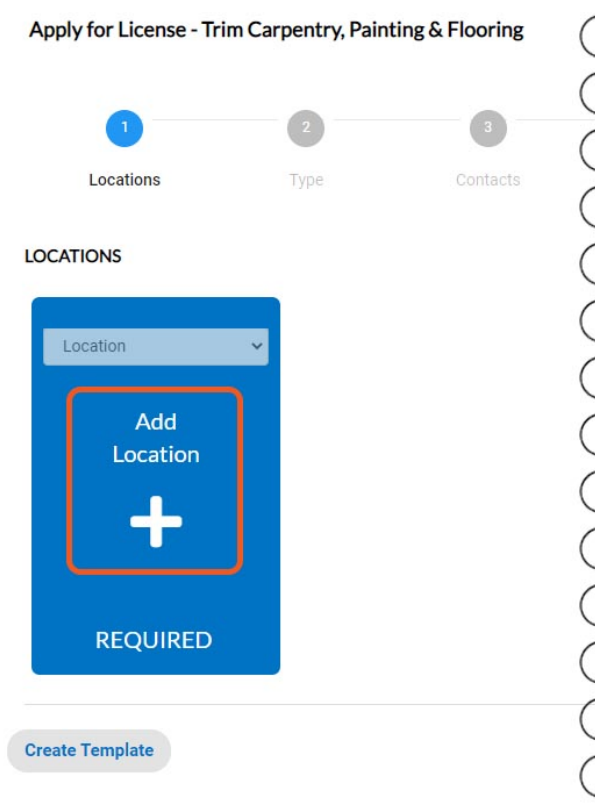 Apply for License - Trim Carpentry, Painting & Flooring
1
2
3
Locations
Type
Contacts
LOCATIONS
Location
Add
Location
REQUIRED
Create Template